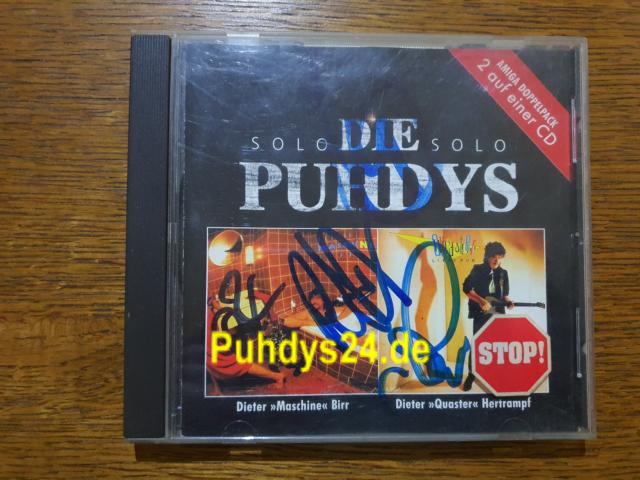 AMIGA DOPPELPACK
2 auf einer CD
SOLO DIE SOLO
PUHDYS
Puhdys24.de
STOP!
Dieter »Maschine« Birr
Dieter »Quaster« Hertrampf